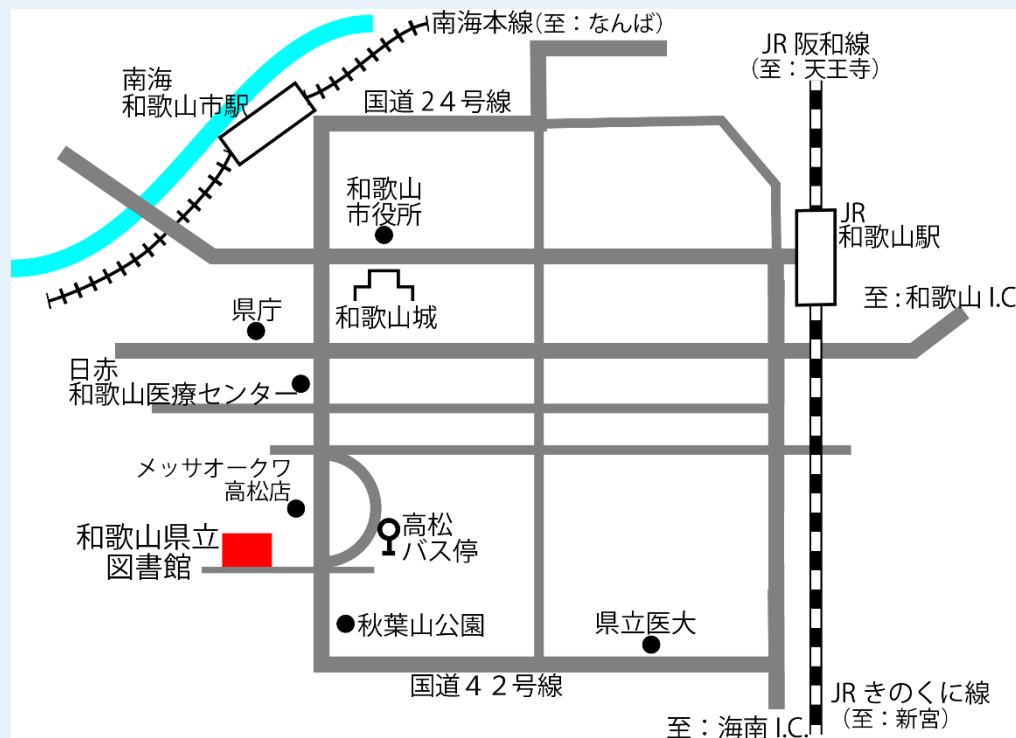 南海本線(至：なんば)
JR 阪和線
(至：天王寺)
南海
和歌山市駅
国道24号線
和歌山
市役所
JR
和歌山駅
至：和歌山 I.C
和歌山城
県庁
日赤
和歌山医療センター
メッサオークワ
高松店
和歌山県立
図書館
高松
バス停
秋葉山公園
県立医大
国道４２号線
JR きのくに線
(至：新宮)
至：海南 I.C.